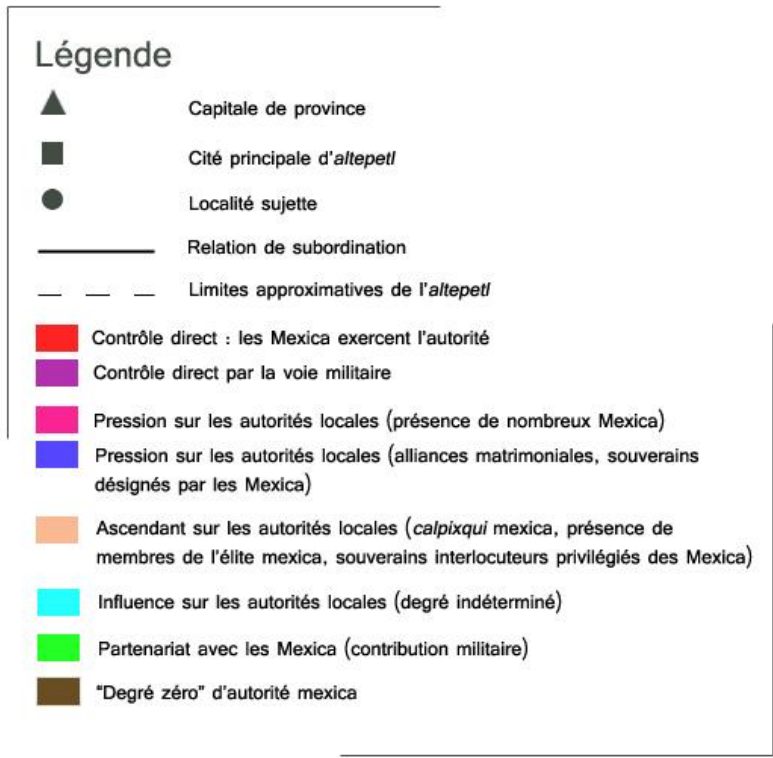 Légende
Capitale de province
Cité principale d'altepetl
Localité sujette
Relation de subordination
Limites approximatives de l'altepetl
Contrôle direct : les Mexica exercent l'autorité
Contrôle direct par la voie militaire
Pression sur les autorités locales (présence de nombreux Mexica)
Pression sur les autorités locales (alliances matrimoniales, souverains
désignés par les Mexica)
Ascendant sur les autorités locales (calpixqui mexica, présence de
membres de l'élite mexica, souverains interlocuteurs privilégiés des Mexica)
Influence sur les autorités locales (degré indéterminé)
Partenariat avec les Mexica (contribution militaire)
"Degré zéro" d'autorité mexica